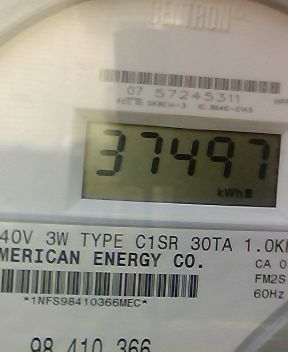 CENTRON
07 57245311
37497
kWh
40V 3W TYPE C1SR 30TA 1.0K
MERICAN ENERGY CO.
CA 0
FM2S
60Hz
*1NFS98410366MEC*
98 410 366